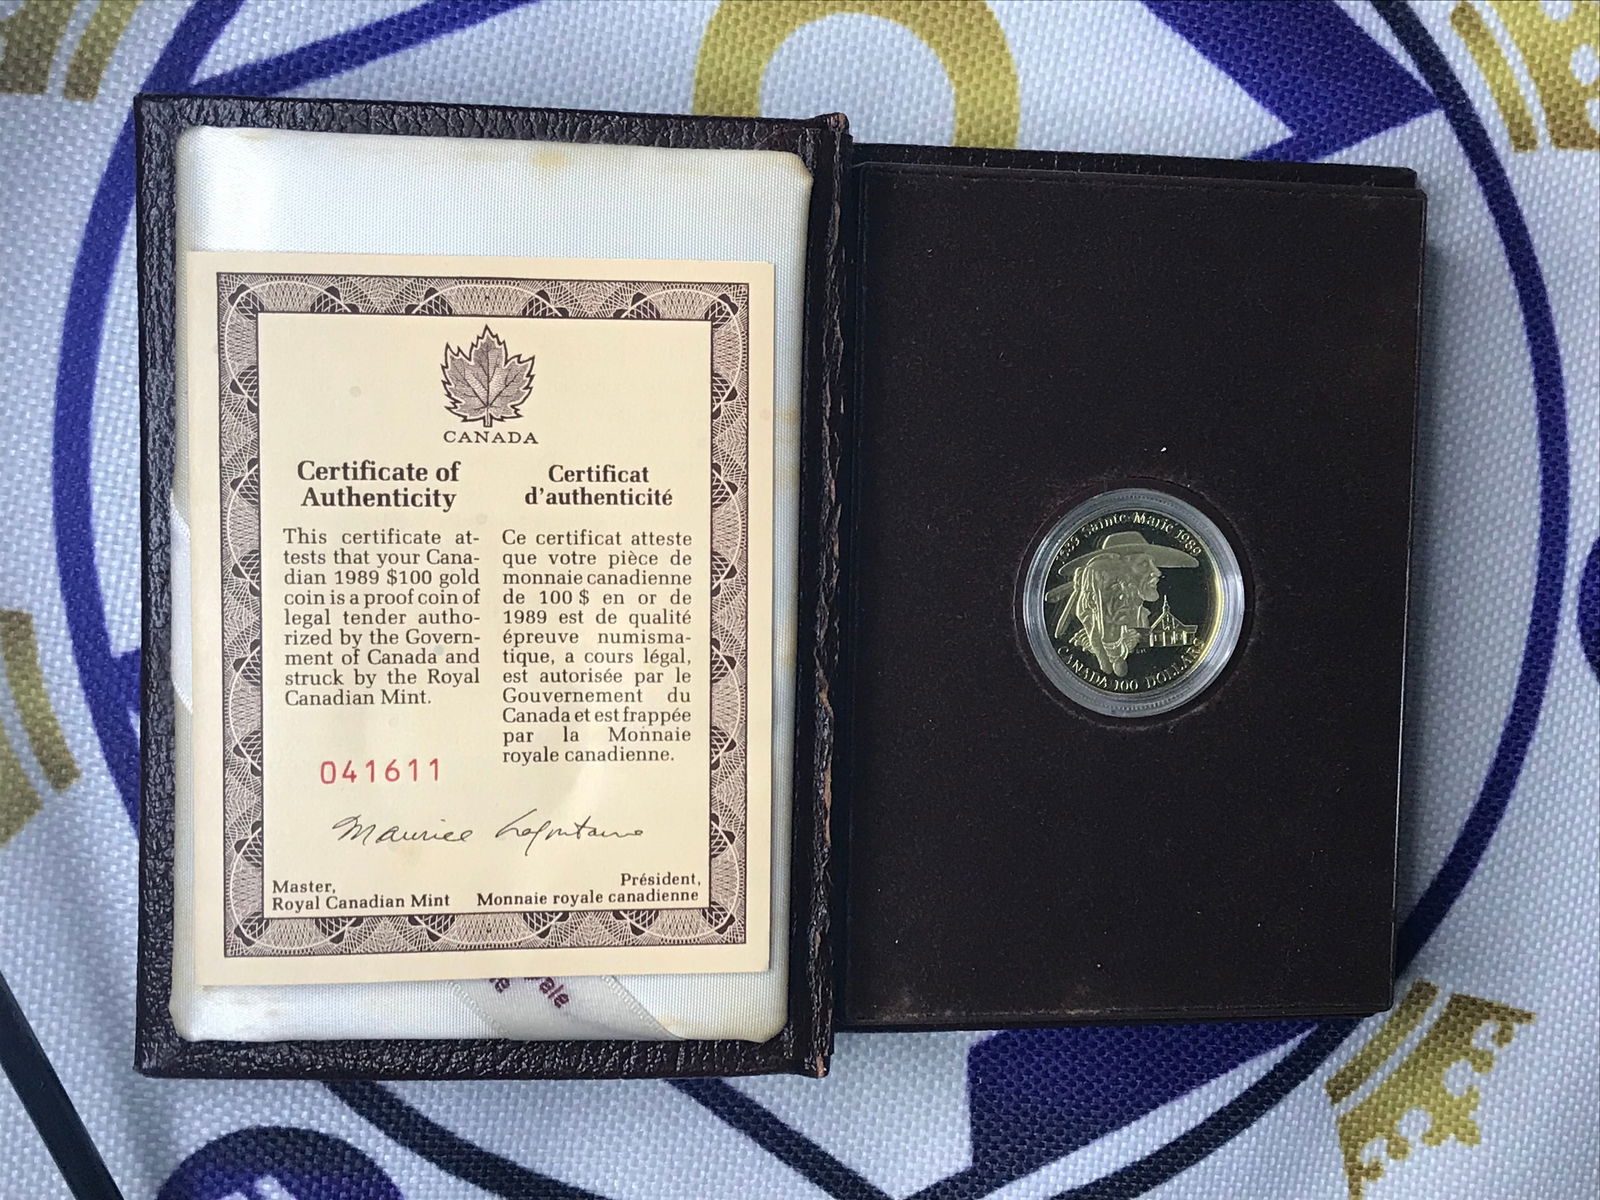 CANADA
Certificate of
Authenticity
This certificate at-
tests that your Cana-
dian 1989 $100 gold
coin is a proof coin of
legal tender autho-
rized by the Govern-
ment of Canada and
struck by the Royal
Canadian Mint.
041611
Certificat
d'authenticité
Ce certificat atteste
que votre pièce de
monnaie canadienne
de 100 $ en or de
1989 est de qualité
épreuve numisma-
tique, a cours légal,
est autorisée par le
Gouvernement du
Canada et est frappée
par la Monnaie
royale canadienne.
Maurice Lafontaine
Master,
Royal Canadian Mint
Président,
Monnaie royale canadienne
1639 Sainte-Marie 1989
CANADA 100 DOLLARS